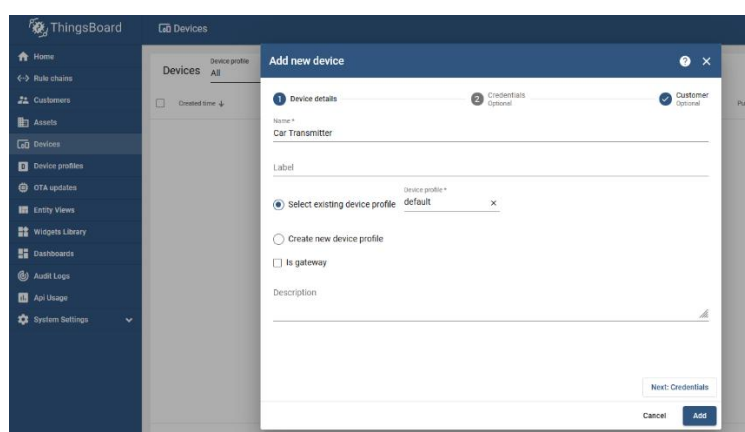 ThingsBoard
Devices
Home
Rule chains
Customers
Assets
Devices
Device profiles
OTA updates
Entity Views
Widgets Library
Dashboards
Audit Logs
Api Usage
System Settings
Devices
Device profile
All
Created time
Add new device
1 Device details
2 Credentials
Optional
Customer
Optional
Name *
Car Transmitter
Label
Select existing device profile
Device profile *
default
Create new device profile
Is gateway
Description
Next: Credentials
Cancel
Add